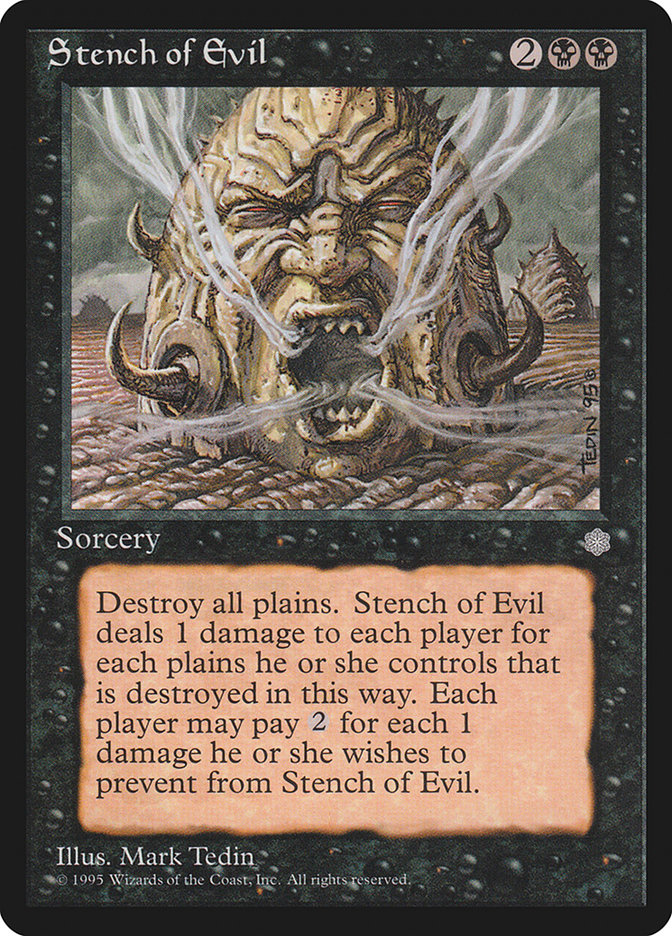 Stench of Evil
2
TEDIN 95©
Sorcery
Destroy all plains. Stench of Evil
deals 1 damage to each player for
each plains he or she controls that
is destroyed in this way. Each
player may pay 2 for each 1
damage he or she wishes to
prevent from Stench of Evil.
Illus. Mark Tedin
© 1995 Wizards of the Coast, Inc. All rights reserved.